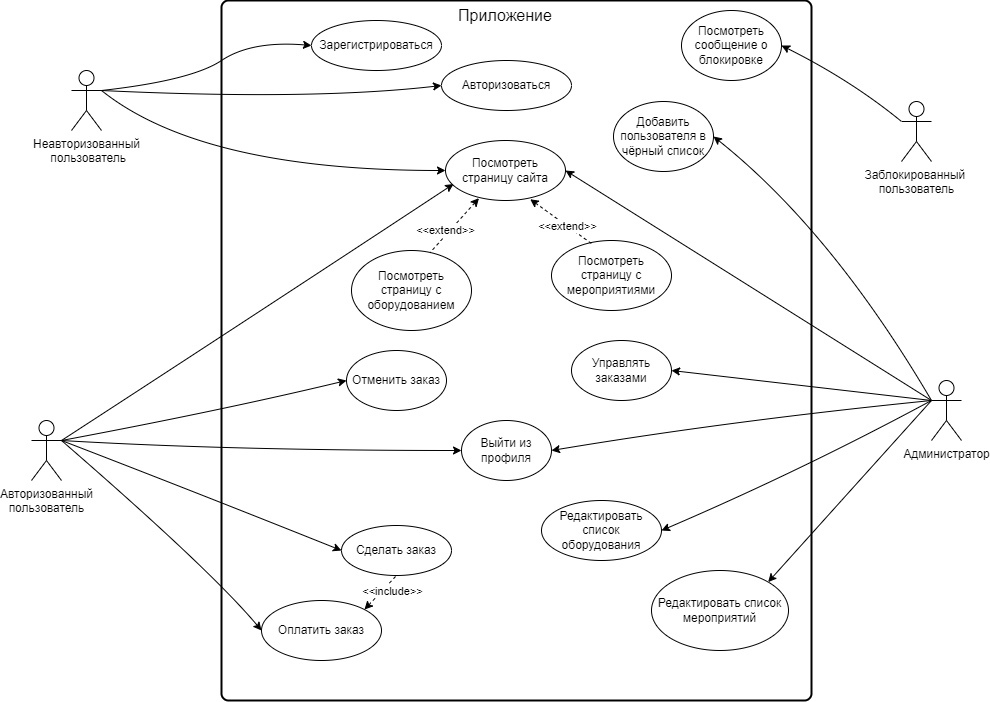 Приложение
Зарегистрироваться
Посмотреть
сообщение о
блокировке
Авторизоваться
Неавторизованный
пользователь
Добавить
пользователя в
чёрный список
Заблокированный
пользователь
Посмотреть
страницу сайта
<<extend>>
<<extend>>
Посмотреть
страницу с
оборудованием
Посмотреть
страницу с
мероприятиями
Отменить заказ
Управлять
заказами
Выйти из
профиля
Администратор
Авторизованный
пользователь
Редактировать
список
оборудования
Сделать заказ
<<include>>
Оплатить заказ
Редактировать список
мероприятий